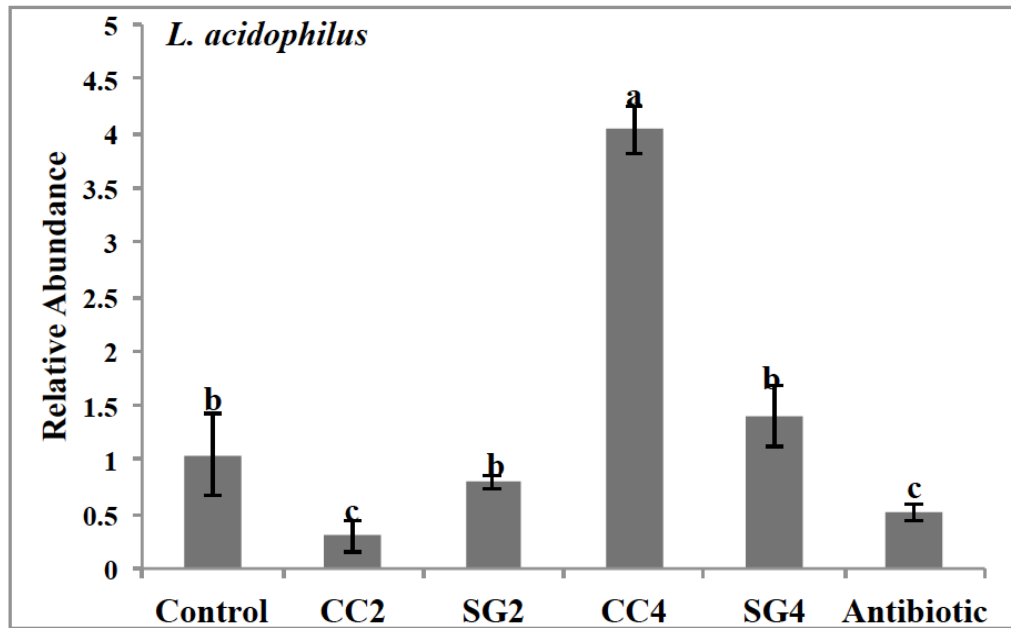 L. acidophilus
Relative Abundance
5
4.5
4
3.5
3
2.5
2
1.5
1
0.5
0
b
c
b
a
b
c
Control CC2 SG2 CC4 SG4 Antibiotic